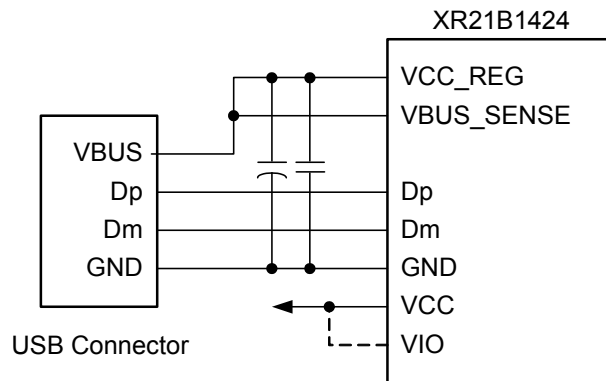 XR21B1424
VCC_REG
VBUS_SENSE
VBUS
Dp
Dp
Dm
Dm
GND
GND
VCC
VIO
USB Connector